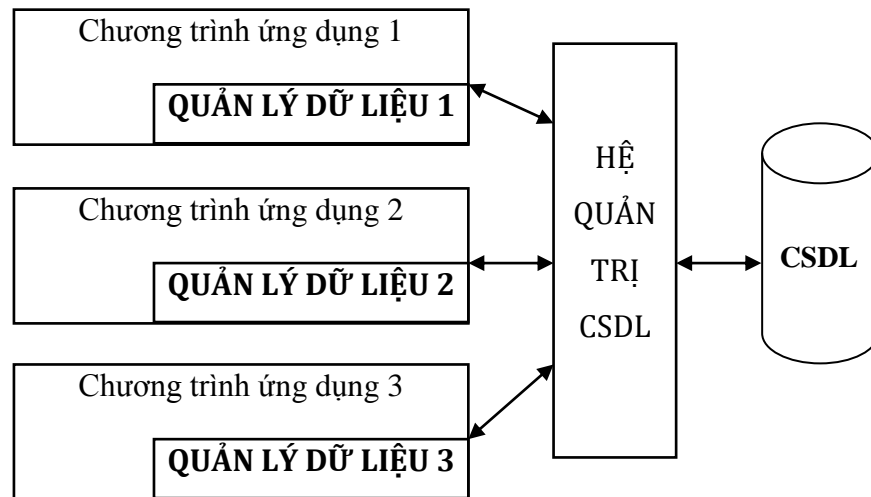 Chương trình ứng dụng 1
QUẢN LÝ DỮ LIỆU 1
Chương trình ứng dụng 2
QUẢN LÝ DỮ LIỆU 2
Chương trình ứng dụng 3
QUẢN LÝ DỮ LIỆU 3
HỆ
QUẢN
TRỊ
CSDL
CSDL